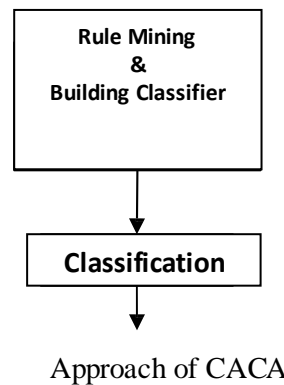 Rule Mining
&
Building Classifier
Classification
Approach of CACA